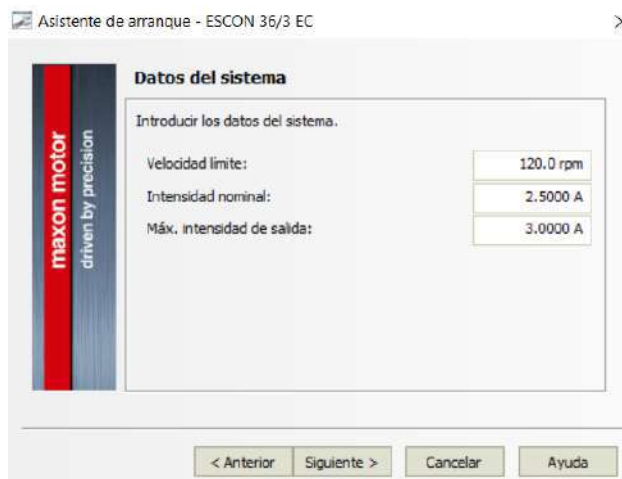 Asistente de arranque - ESCON 36/3 EC
maxon motor
driven by precision
Datos del sistema
Introducir los datos del sistema.
Velocidad límite: 120.0 rpm
Intensidad nominal: 2.5000 A
Máx. intensidad de salida: 3.0000 A
< Anterior Siguiente > Cancelar Ayuda